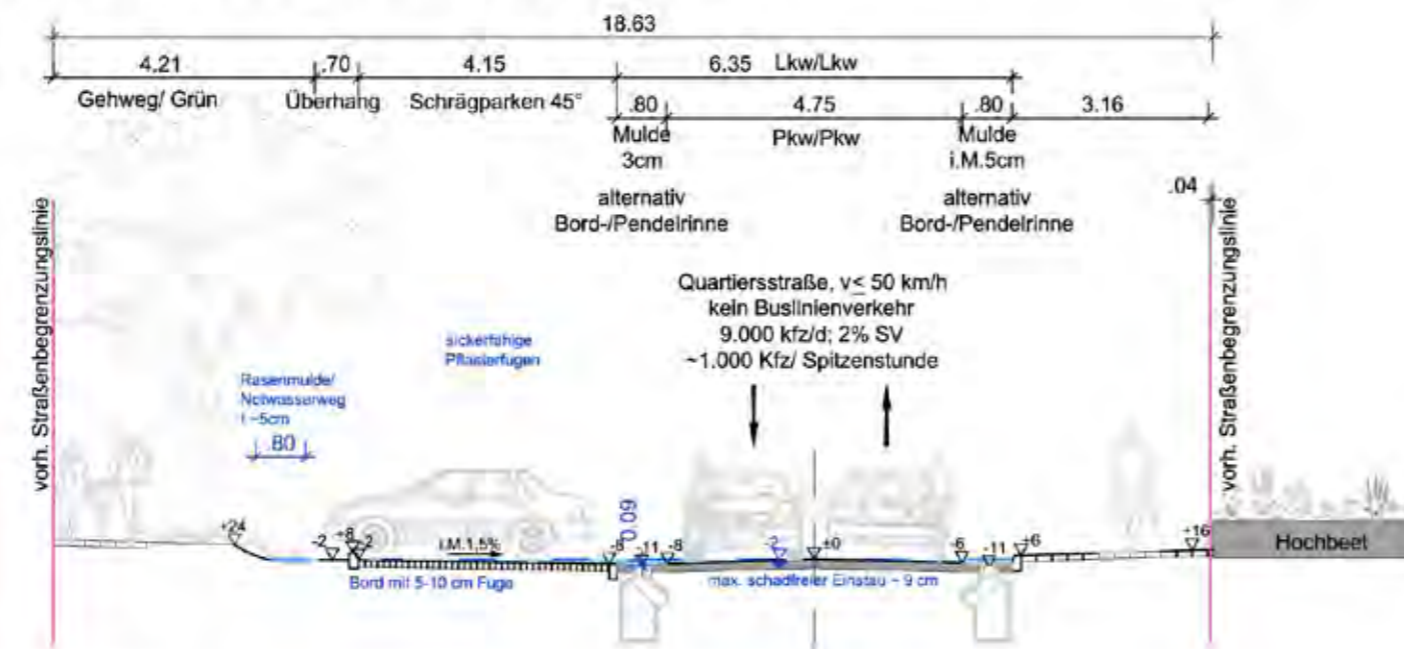 18.63
4.21 .70 4.15 6.35 Lkw/Lkw
Gehweg/ Grün Überhang Schrägparken 45° .80 4.75 .80 3.16
Mulde Pkw/Pkw Mulde
3cm i.M.5cm
alternativ alternativ .04
Bord-/Pendelrinne Bord-/Pendelrinne
vorh. Straßenbegrenzungslinie
vorh. Straßenbegrenzungslinie
Quartiersstraße, v≤ 50 km/h
kein Buslinienverkehr
9.000 kfz/d; 2% SV
~1.000 Kfz/ Spitzenstunde
sickerfähige
Pflasterfugen
Rasenmulde/
Notwasserweg
t ~5cm
.80
0.09
+24 -2 +8 -2 i.M.1,5% -8 -11 -8 -2 ±0 -6 -11 +6 +16
Hochbeet
Bord mit 5-10 cm Fuge max. schadfreier Einstau ~ 9 cm